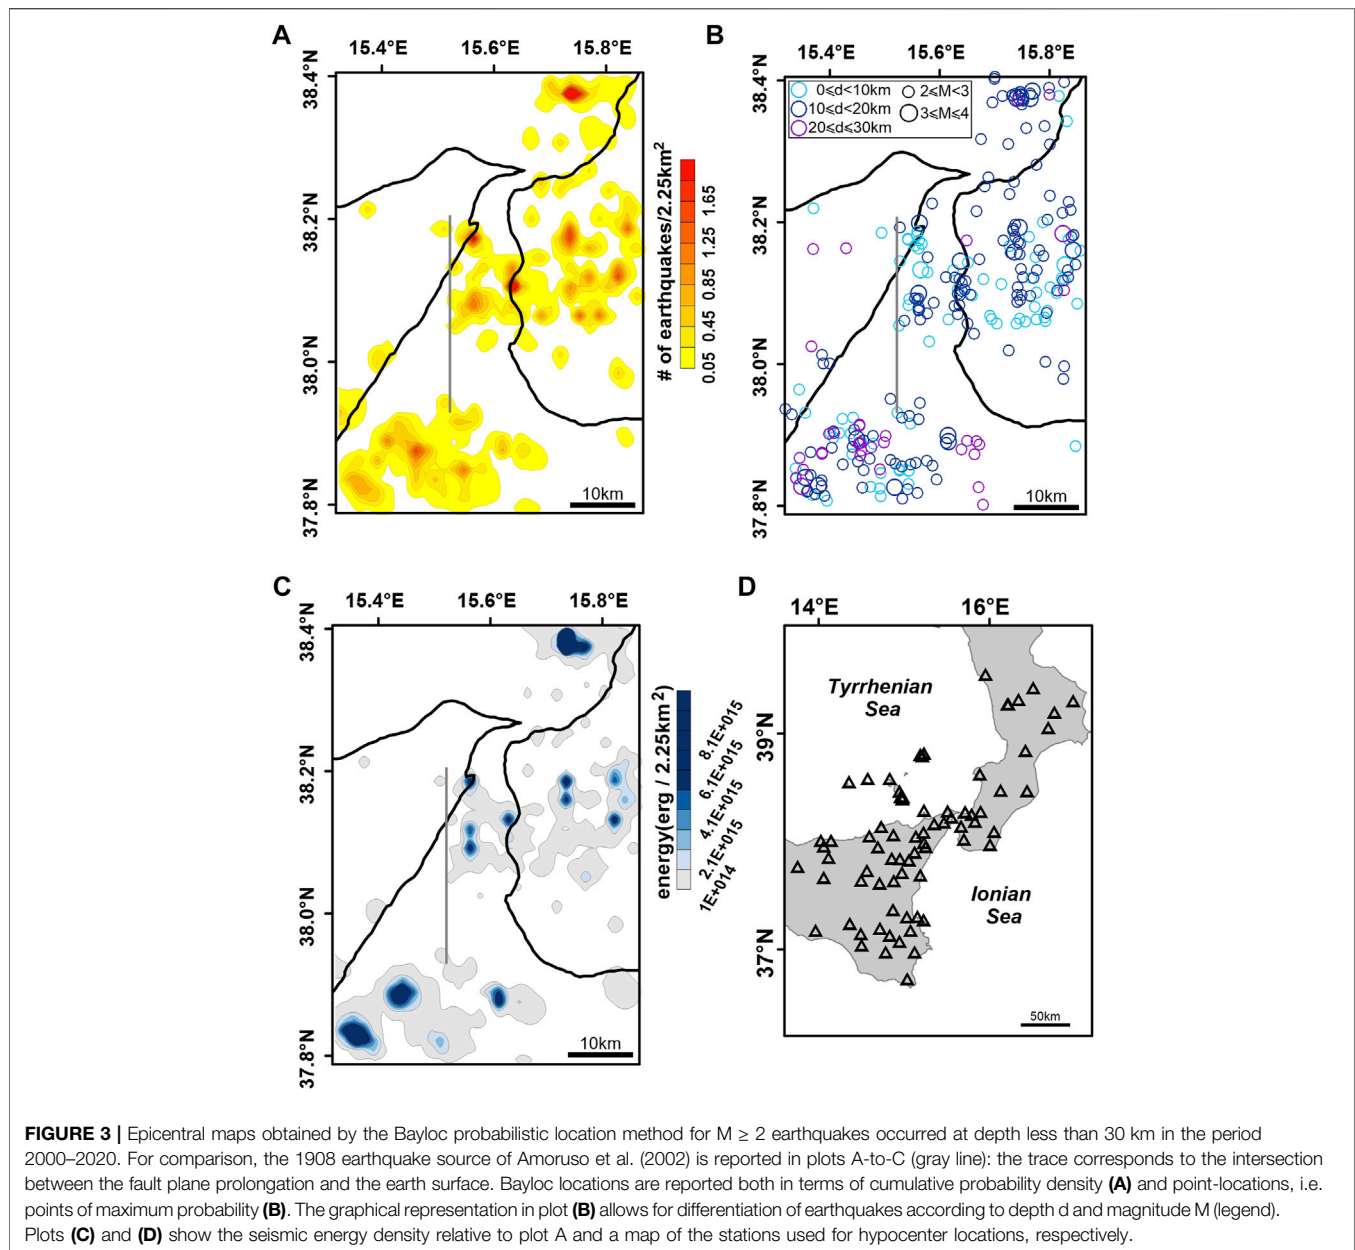 A
15.4°E 15.6°E 15.8°E
38.4°N
38.2°N
38.0°N
37.8°N
10km
# of earthquakes/2.25km²
0.05 0.45 0.85 1.25 1.65
B
15.4°E 15.6°E 15.8°E
38.4°N
38.2°N
38.0°N
37.8°N
0⩽d<10km 2⩽M<3
10⩽d<20km 3⩽M⩽4
20⩽d⩽30km
10km
C
15.4°E 15.6°E 15.8°E
38.4°N
38.2°N
38.0°N
37.8°N
10km
energy(erg / 2.25km²)
1E+014
2.1E+015
4.1E+015
6.1E+015
8.1E+015
D
14°E 16°E
39°N
37°N
Tyrrhenian
Sea
Ionian
Sea
50km
FIGURE 3 | Epicentral maps obtained by the Bayloc probabilistic location method for M ≥ 2 earthquakes occurred at depth less than 30 km in the period
2000–2020. For comparison, the 1908 earthquake source of Amoruso et al. (2002) is reported in plots A-to-C (gray line): the trace corresponds to the intersection
between the fault plane prolongation and the earth surface. Bayloc locations are reported both in terms of cumulative probability density (A) and point-locations, i.e.
points of maximum probability (B). The graphical representation in plot (B) allows for differentiation of earthquakes according to depth d and magnitude M (legend).
Plots (C) and (D) show the seismic energy density relative to plot A and a map of the stations used for hypocenter locations, respectively.